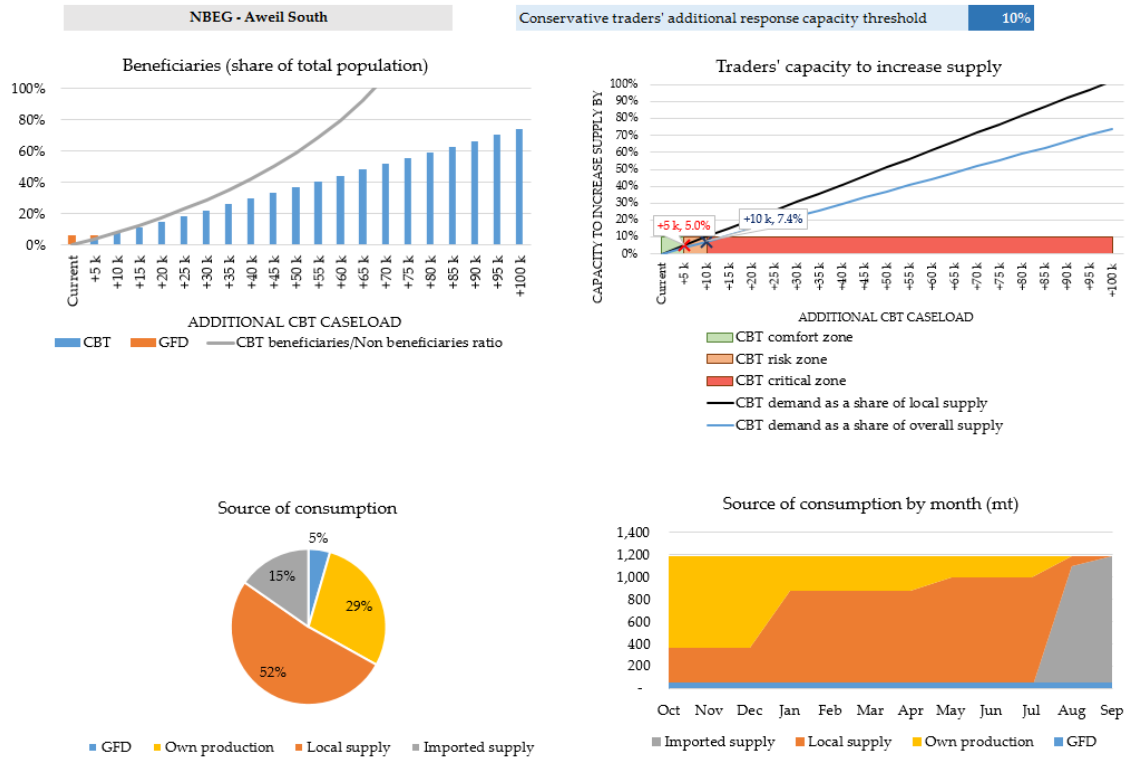 NBEG - Aweil South
Conservative traders' additional response capacity threshold 10%
Beneficiaries (share of total population)
100%
80%
60%
40%
20%
0%
Current
+5 k
+10 k
+15 k
+20 k
+25 k
+30 k
+35 k
+40 k
+45 k
+50 k
+55 k
+60 k
+65 k
+70 k
+75 k
+80 k
+85 k
+90 k
+95 k
+100 k
ADDITIONAL CBT CASELOAD
CBT GFD CBT beneficiaries/Non beneficiaries ratio
Traders' capacity to increase supply
CAPACITY TO INCREASE SUPPLY BY
100%
90%
80%
70%
60%
50%
40%
30%
20%
10%
0%
+5 k, 5.0%
+10 k, 7.4%
Current
+5 k
+10 k
+15 k
+20 k
+25 k
+30 k
+35 k
+40 k
+45 k
+50 k
+55 k
+60 k
+65 k
+70 k
+75 k
+80 k
+85 k
+90 k
+95 k
+100 k
ADDITIONAL CBT CASELOAD
CBT comfort zone
CBT risk zone
CBT critical zone
CBT demand as a share of local supply
CBT demand as a share of overall supply
Source of consumption
5%
29%
52%
15%
GFD Own production Local supply Imported supply
Source of consumption by month (mt)
1,400
1,200
1,000
800
600
400
200
-
Oct Nov Dec Jan Feb Mar Apr May Jun Jul Aug Sep
Imported supply Local supply Own production GFD